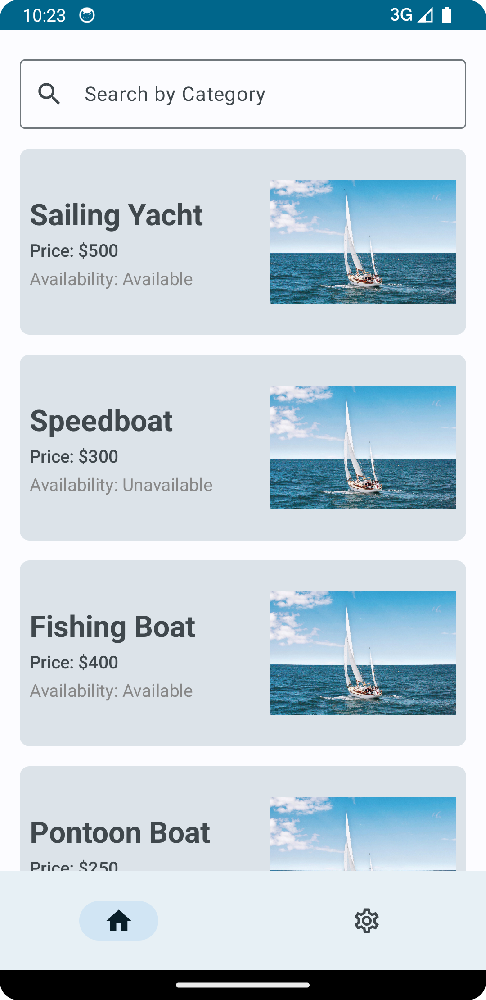 10:23
3G
Search by Category
Sailing Yacht
Price: $500
Availability: Available
Speedboat
Price: $300
Availability: Unavailable
Fishing Boat
Price: $400
Availability: Available
Pontoon Boat
Price: $250